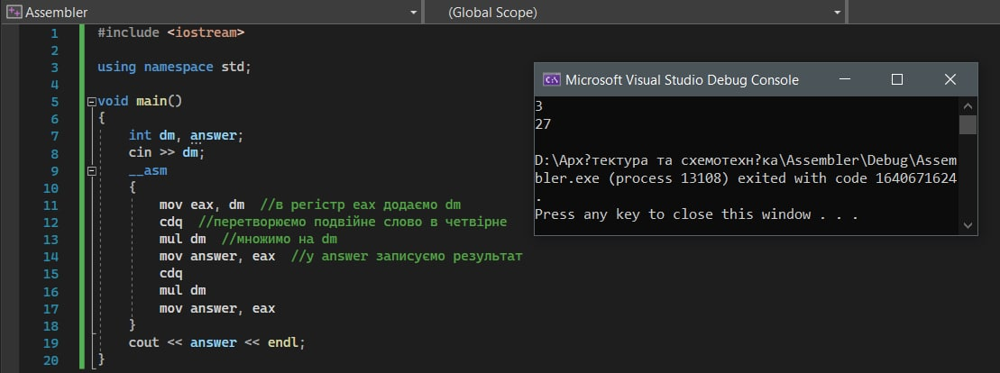 Assembler
(Global Scope)
1 #include <iostream>
2
3 using namespace std;
4
5 void main()
6 {
7 int dm, answer;
8 cin >> dm;
9 __asm
10 {
11 mov eax, dm //в регістр eax додаємо dm
12 cdq //перетворюємо подвійне слово в четвірне
13 mul dm //множимо на dm
14 mov answer, eax //у answer записуємо результат
15 cdq
16 mul dm
17 mov answer, eax
18 }
19 cout << answer << endl;
20 }
C:\ Microsoft Visual Studio Debug Console
3
27
D:\Арх?тектура та схемотехн?ка\Assembler\Debug\Assem
bler.exe (process 13108) exited with code 1640671624
.
Press any key to close this window . . .